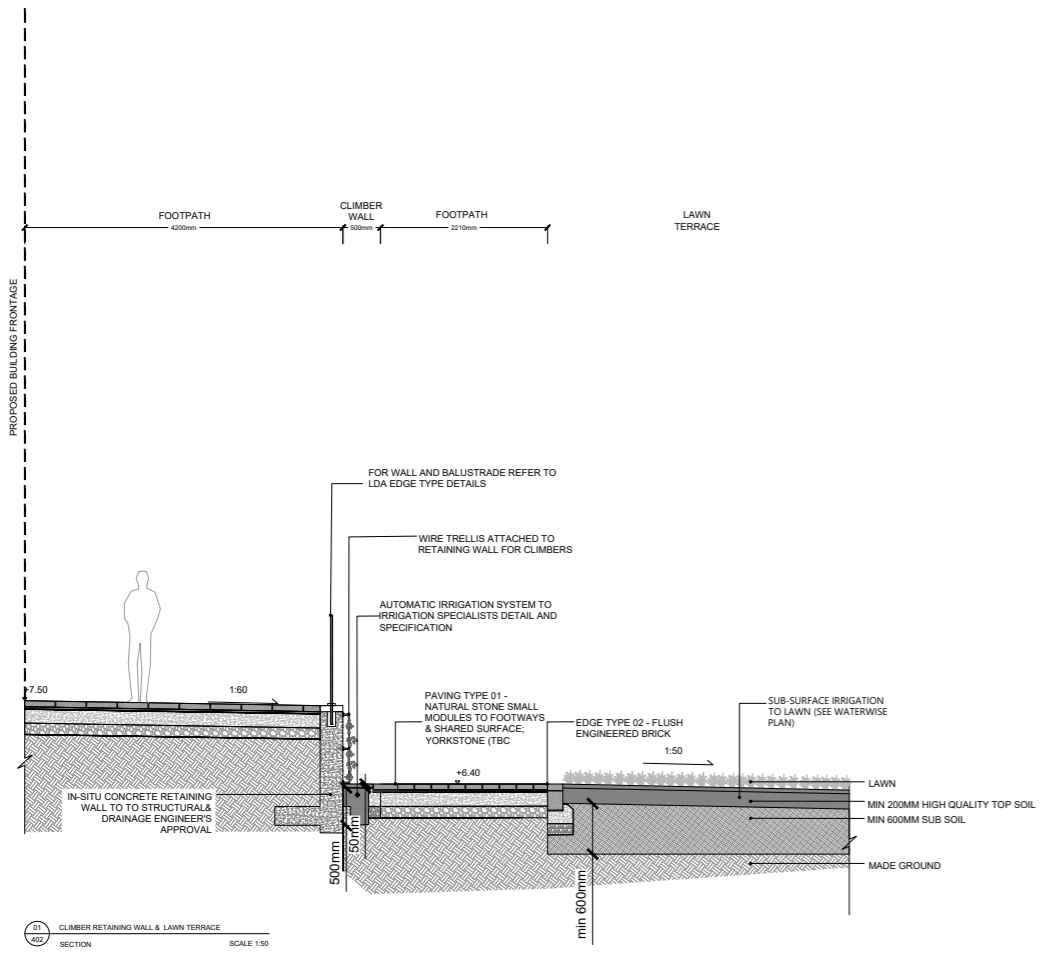 PROPOSED BUILDING FRONTAGE
FOOTPATH
4200mm
CLIMBER
WALL
500mm
FOOTPATH
2210mm
LAWN
TERRACE
FOR WALL AND BALUSTRADE REFER TO
LDA EDGE TYPE DETAILS
WIRE TRELLIS ATTACHED TO
RETAINING WALL FOR CLIMBERS
AUTOMATIC IRRIGATION SYSTEM TO
IRRIGATION SPECIALISTS DETAIL AND
SPECIFICATION
+7.50
1:60
PAVING TYPE 01 -
NATURAL STONE SMALL
MODULES TO FOOTWAYS
& SHARED SURFACE;
YORKSTONE (TBC
EDGE TYPE 02 - FLUSH
ENGINEERED BRICK
SUB-SURFACE IRRIGATION
TO LAWN (SEE WATERWISE
PLAN)
1:50
+6.40
LAWN
MIN 200MM HIGH QUALITY TOP SOIL
MIN 600MM SUB SOIL
MADE GROUND
IN-SITU CONCRETE RETAINING
WALL TO TO STRUCTURAL&
DRAINAGE ENGINEER'S
APPROVAL
500mm
50mm
min 600mm
01
402
CLIMBER RETAINING WALL & LAWN TERRACE
SECTION
SCALE 1:50